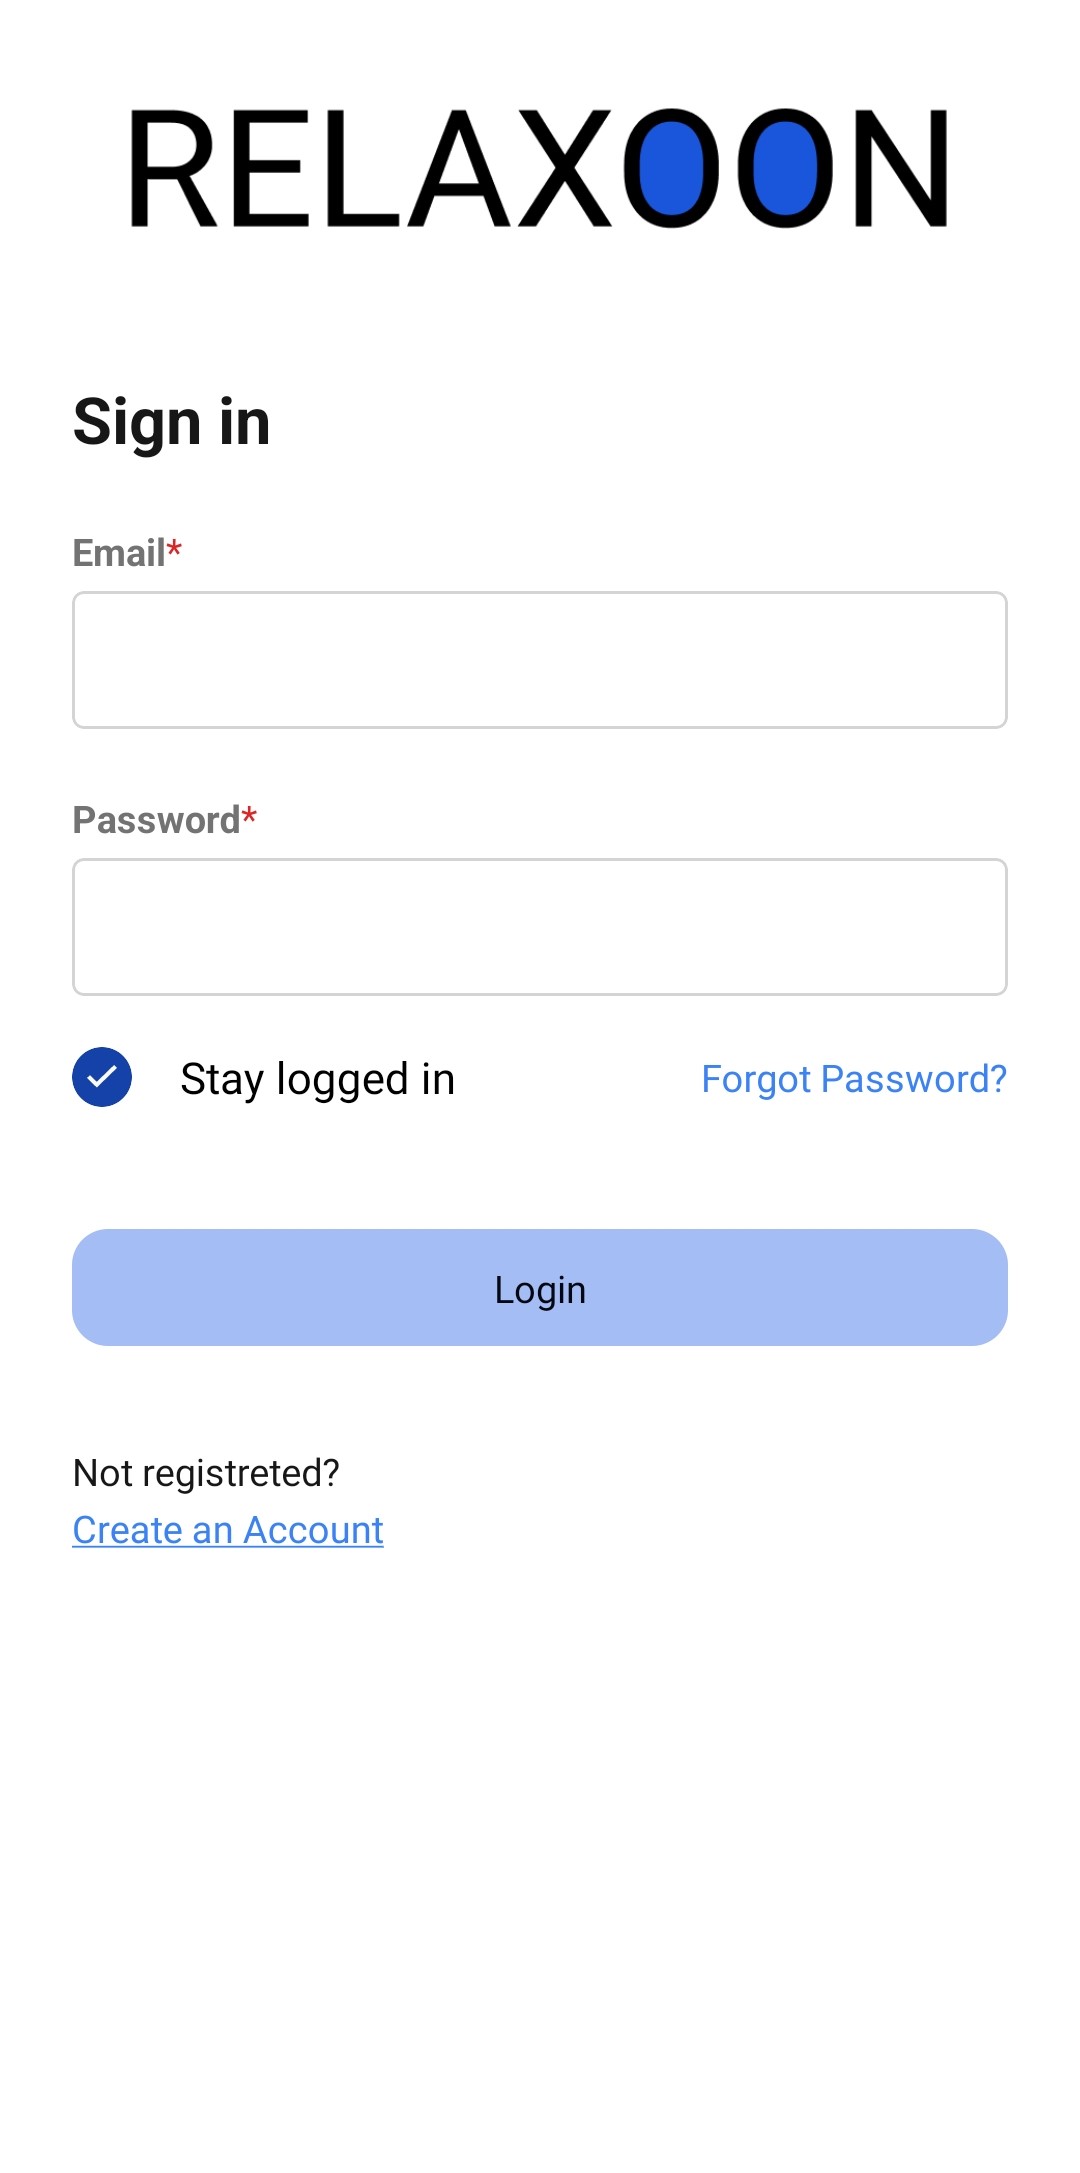 RELAXOON
Sign in
Email*
Password*
Stay logged in
Forgot Password?
Login
Not registreted?
Create an Account